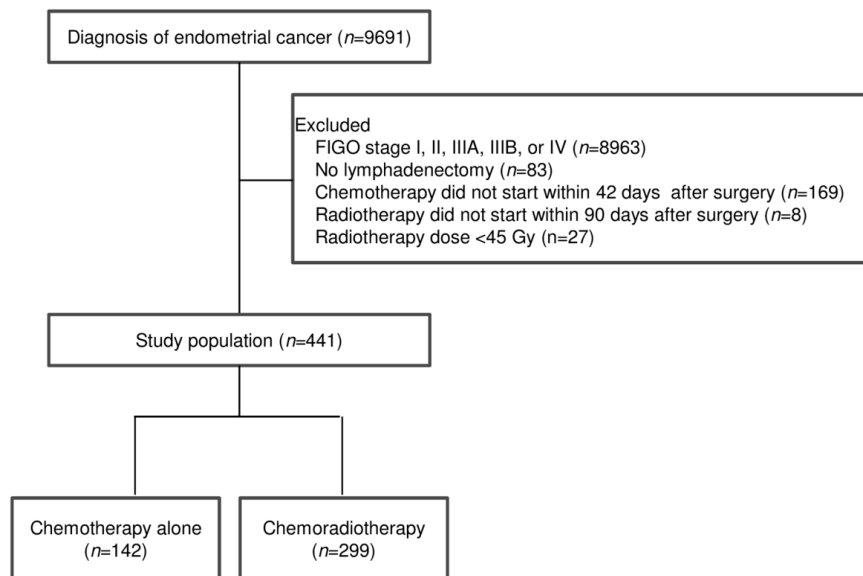 Diagnosis of endometrial cancer (n=9691)
Excluded
FIGO stage I, II, IIIA, IIIB, or IV (n=8963)
No lymphadenectomy (n=83)
Chemotherapy did not start within 42 days after surgery (n=169)
Radiotherapy did not start within 90 days after surgery (n=8)
Radiotherapy dose <45 Gy (n=27)
Study population (n=441)
Chemotherapy alone
(n=142)
Chemoradiotherapy
(n=299)